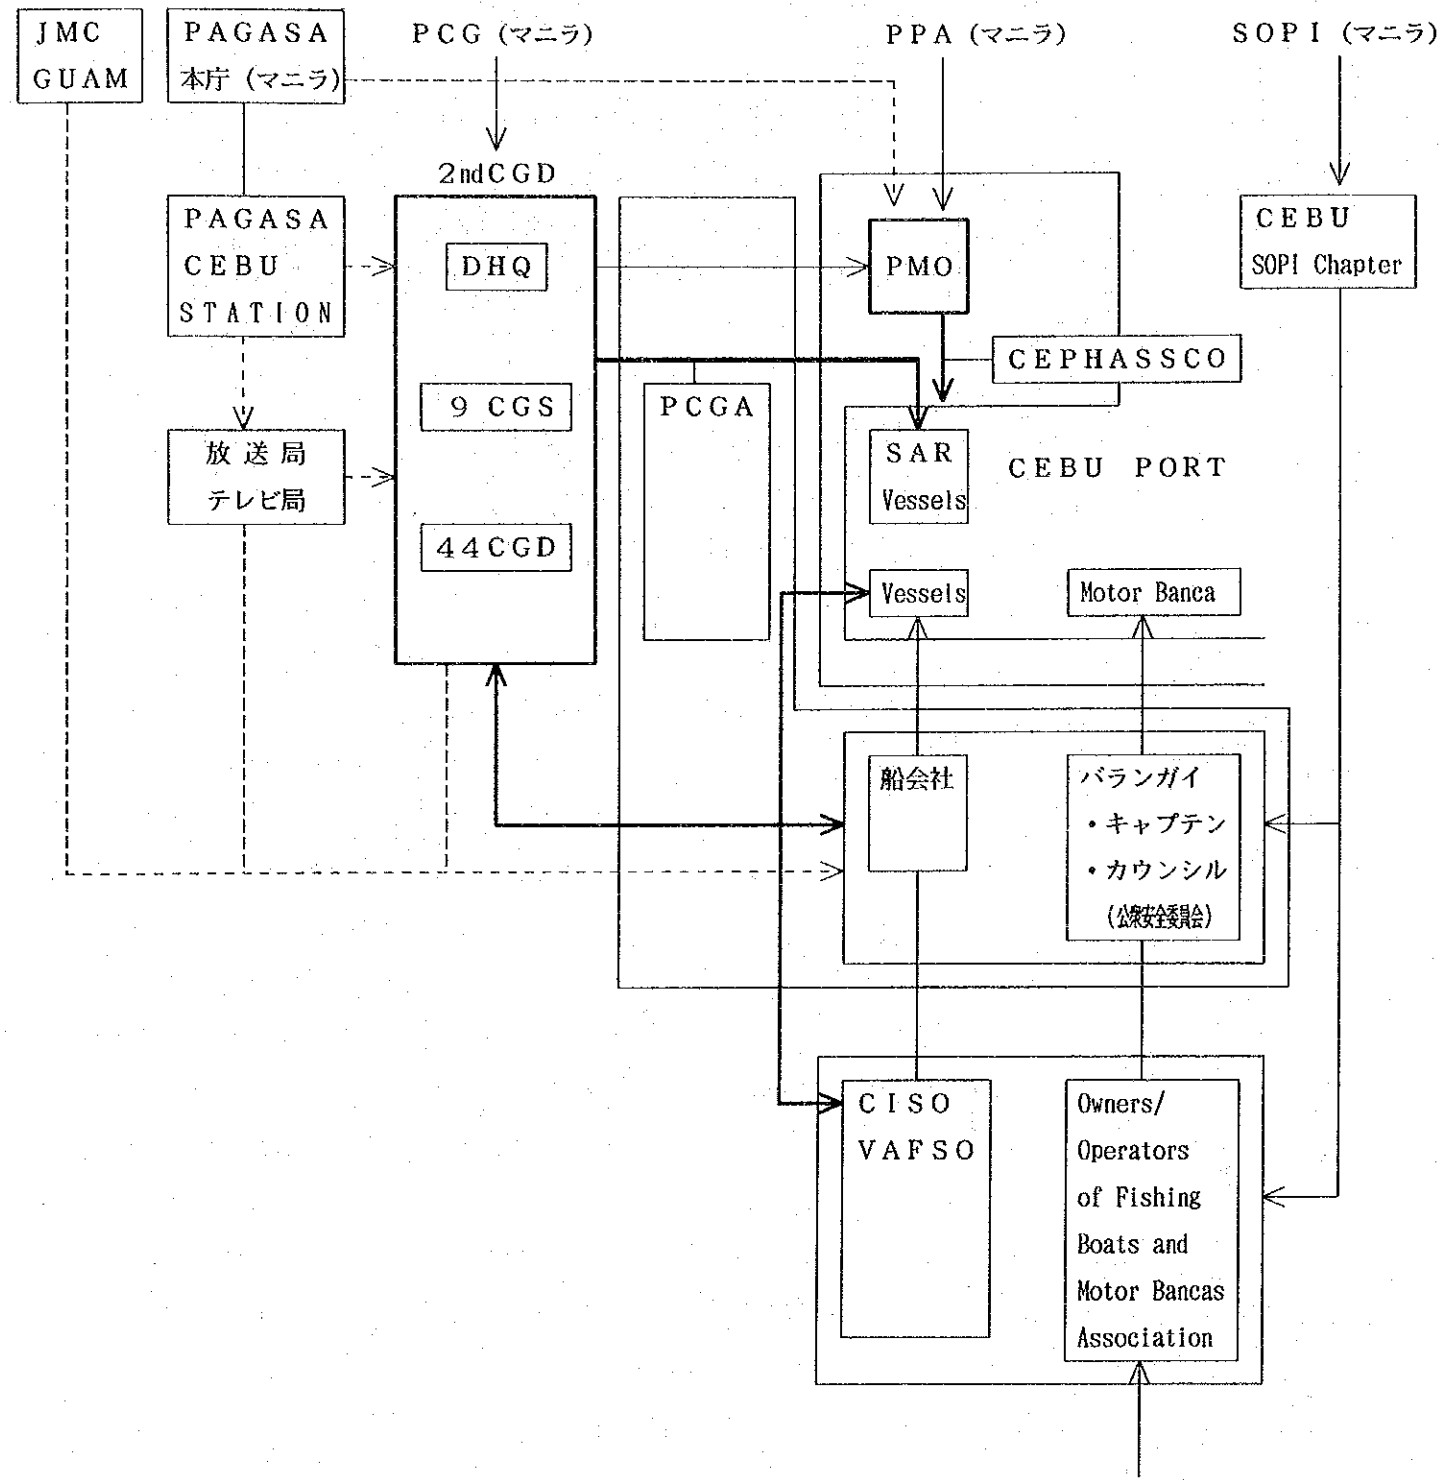 JMC
GUAM
PAGASA
本庁（マニラ）
PCG（マニラ）
PPA（マニラ）
SOPI（マニラ）
2ndCGD
PAGASA
CEBU
STATION
DHQ
PMO
CEBU
SOPI Chapter
CEPHASSCO
9 CGS
PCGA
放送局
テレビ局
SAR
Vessels
CEBU PORT
44CGD
Vessels
Motor Banca
船会社
バランガイ
・キャプテン
・カウンシル
（公衆安全委員会）
CISO
VAFSO
Owners/
Operators
of Fishing
Boats and
Motor Bancas
Association